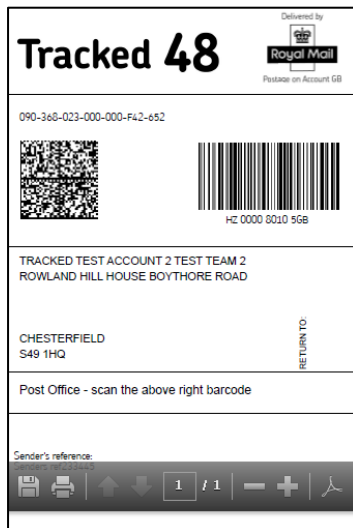 Tracked 48
Delivered by
Royal Mail
Postage on Account GB
090-368-023-000-000-F42-652
HZ 0000 8010 5GB
TRACKED TEST ACCOUNT 2 TEST TEAM 2
ROWLAND HILL HOUSE BOYTHORE ROAD
CHESTERFIELD
S49 1HQ
RETURN TO:
Post Office - scan the above right barcode
Sender's reference:
Senders ref233445
1 / 1